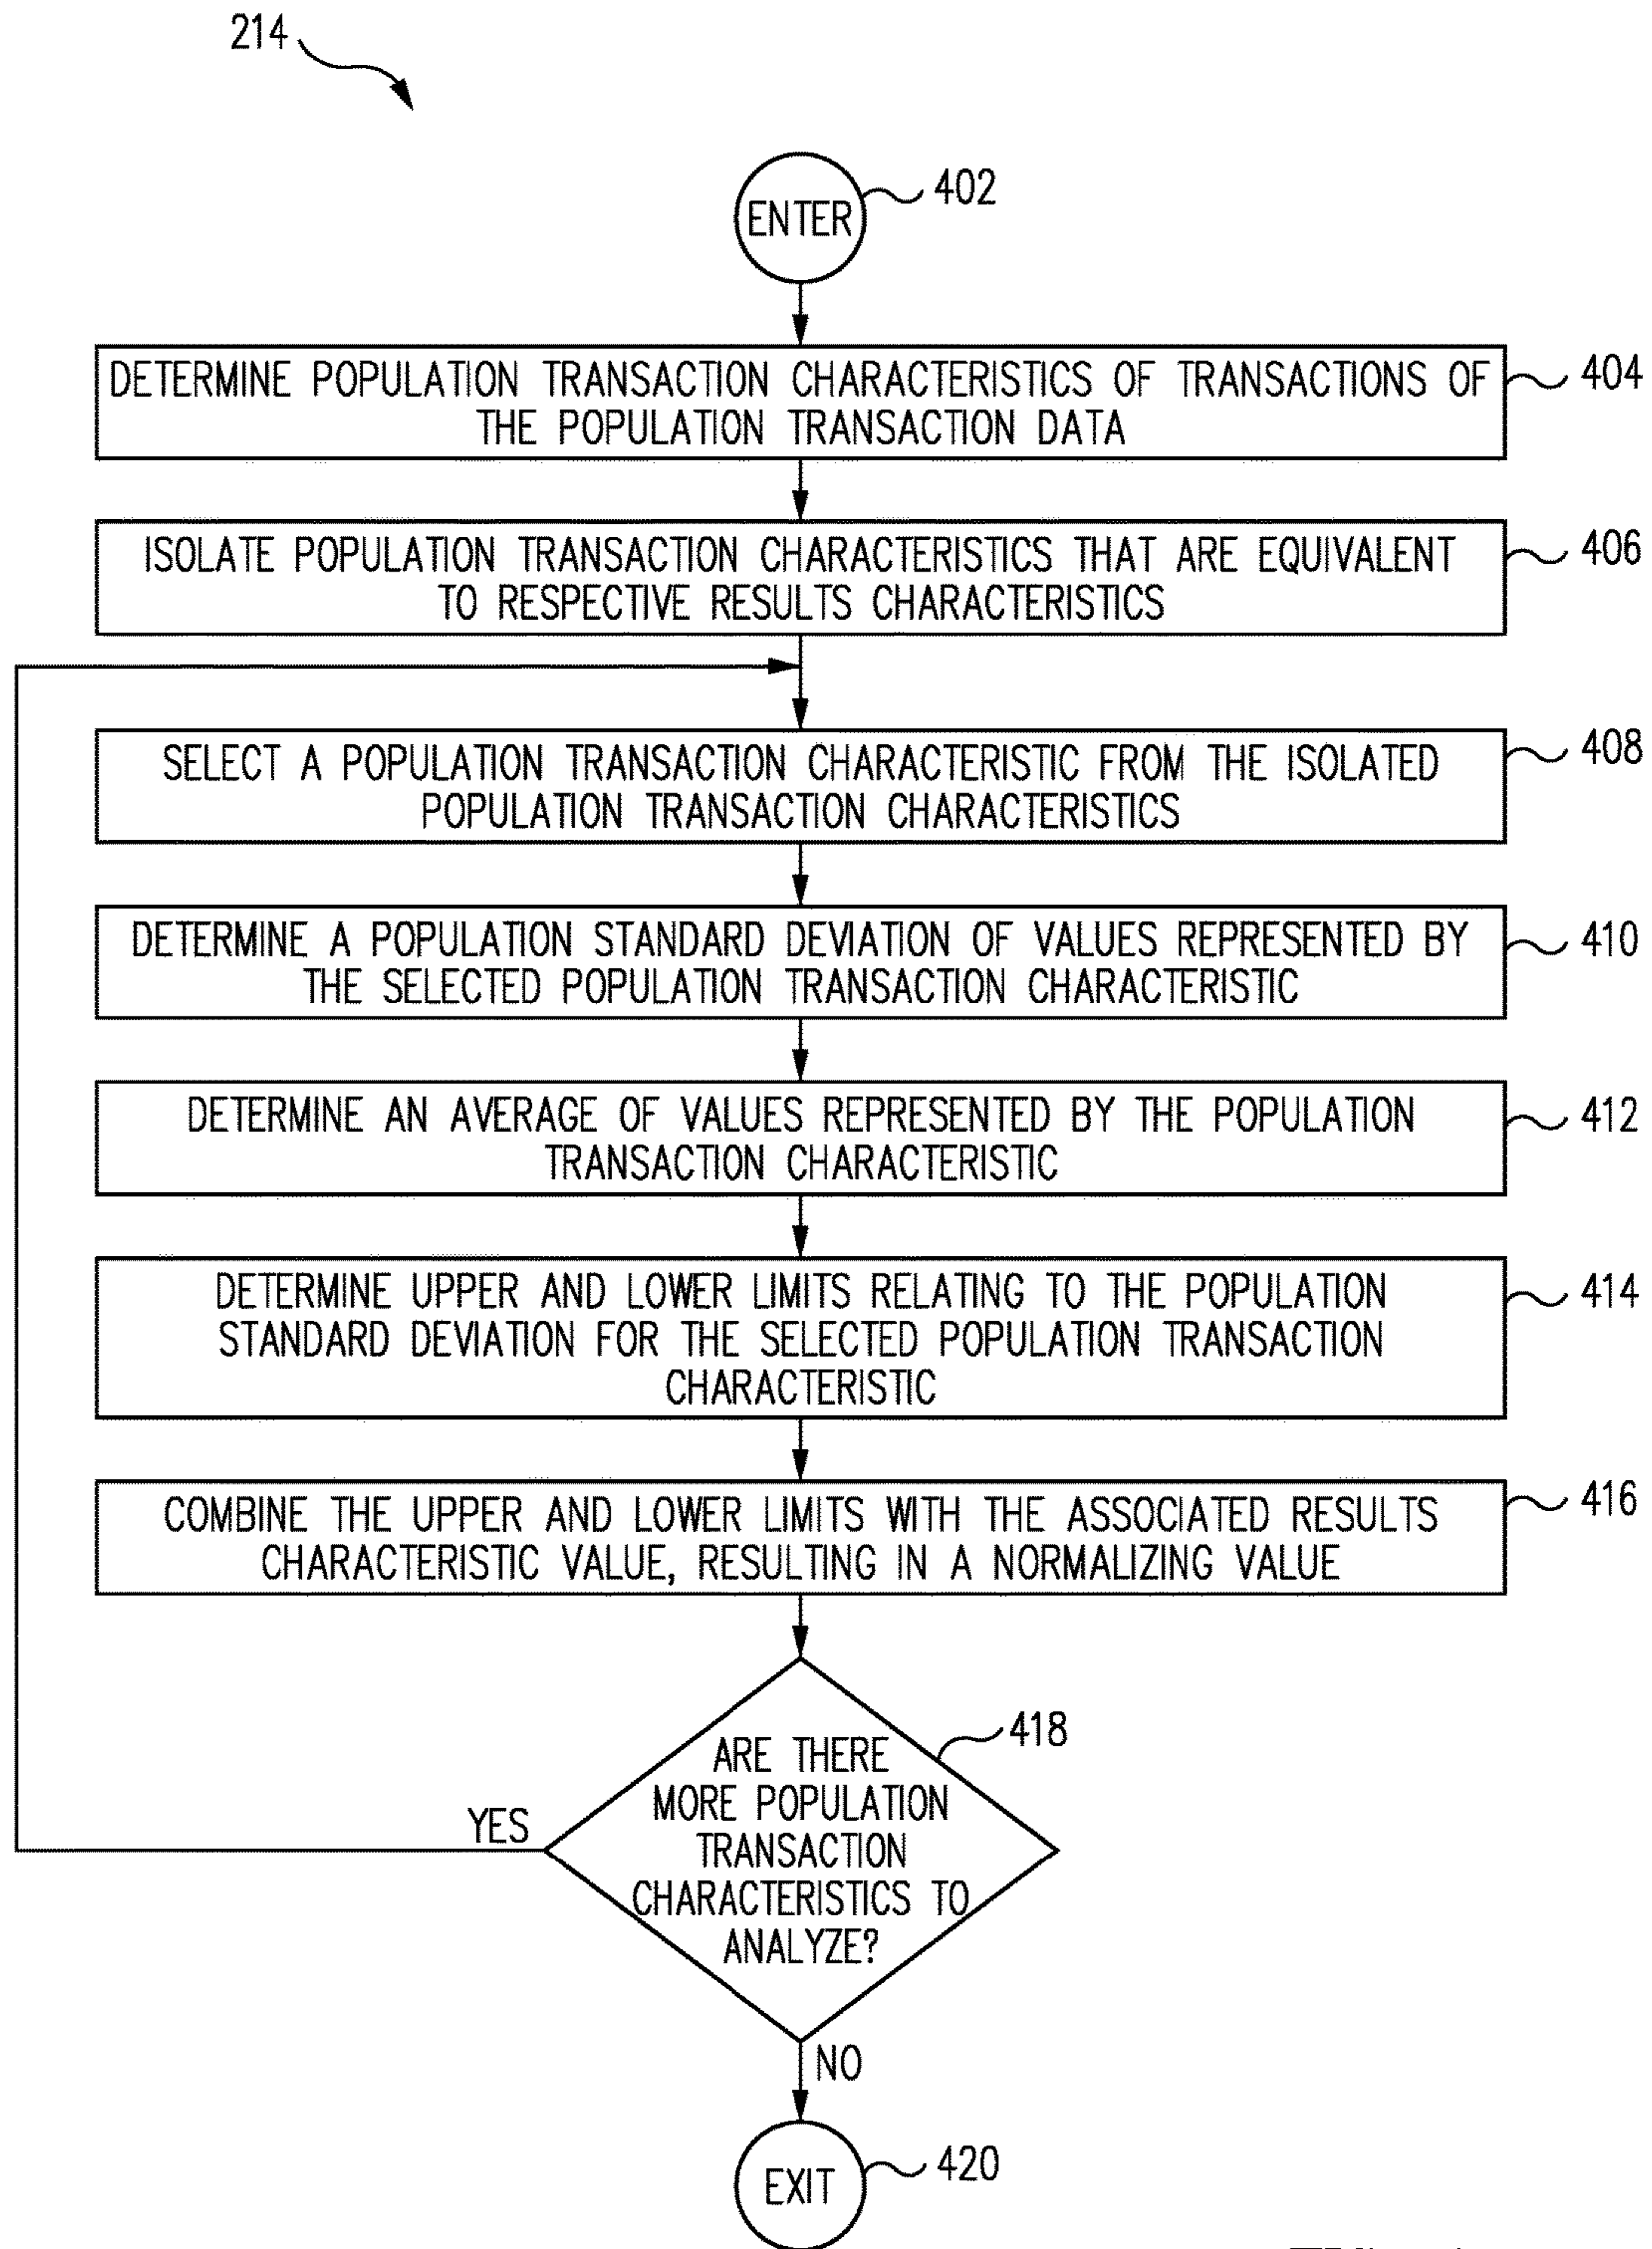 214
ENTER
402
DETERMINE POPULATION TRANSACTION CHARACTERISTICS OF TRANSACTIONS OF
THE POPULATION TRANSACTION DATA
404
ISOLATE POPULATION TRANSACTION CHARACTERISTICS THAT ARE EQUIVALENT
TO RESPECTIVE RESULTS CHARACTERISTICS
406
SELECT A POPULATION TRANSACTION CHARACTERISTIC FROM THE ISOLATED
POPULATION TRANSACTION CHARACTERISTICS
408
DETERMINE A POPULATION STANDARD DEVIATION OF VALUES REPRESENTED BY
THE SELECTED POPULATION TRANSACTION CHARACTERISTIC
410
DETERMINE AN AVERAGE OF VALUES REPRESENTED BY THE POPULATION
TRANSACTION CHARACTERISTIC
412
DETERMINE UPPER AND LOWER LIMITS RELATING TO THE POPULATION
STANDARD DEVIATION FOR THE SELECTED POPULATION TRANSACTION
CHARACTERISTIC
414
COMBINE THE UPPER AND LOWER LIMITS WITH THE ASSOCIATED RESULTS
CHARACTERISTIC VALUE, RESULTING IN A NORMALIZING VALUE
416
ARE THERE
MORE POPULATION
TRANSACTION
CHARACTERISTICS TO
ANALYZE?
418
YES
NO
EXIT
420